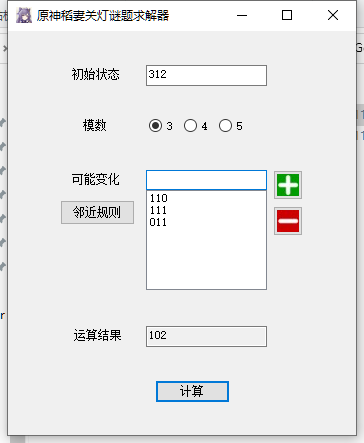 原神稻妻关灯谜题求解器
初始状态 312
模数 3 4 5
可能变化
邻近规则
110
111
011
运算结果 102
计算